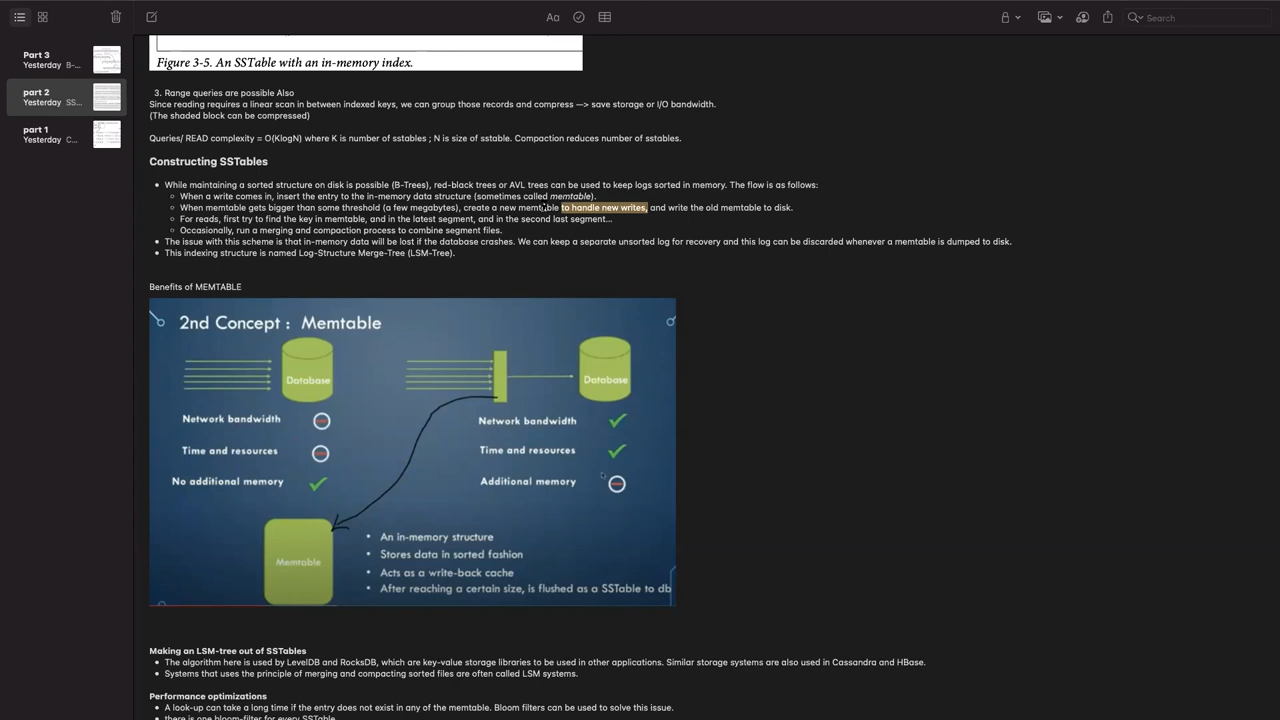 Search
Part 3
Yesterday B-...
part 2
Yesterday SS...
part 1
Yesterday C...
Figure 3-5. An SSTable with an in-memory index.
3. Range queries are possible Also
Since reading requires a linear scan in between indexed keys, we can group those records and compress —> save storage or I/O bandwidth.
(The shaded block can be compressed)
Queries/ READ complexity = O(KlogN) where K is number of sstables ; N is size of sstable. Comaction reduces number of sstables.
Constructing SSTables
• While maintaining a sorted structure on disk is possible (B-Trees), red-black trees or AVL trees can be used to keep logs sorted in memory. The flow is as follows:
○ When a write comes in, insert the entry to the in-memory data structure (sometimes called memtable).
○ When memtable gets bigger than some threshold (a few megabytes), create a new memtable to handle new writes, and write the old memtable to disk.
○ For reads, first try to find the key in memtable, and in the latest segment, and in the second last segment...
○ Occasionally, run a merging and compaction process to combine segment files.
• The issue with this scheme is that in-memory data will be lost if the database crashes. We can keep a separate unsorted log for recovery and this log can be discarded whenever a memtable is dumped to disk.
• This indexing structure is named Log-Structure Merge-Tree (LSM-Tree).
Benefits of MEMTABLE
2nd Concept : Memtable
Database
Database
Network bandwidth
Time and resources
No additional memory
Network bandwidth
Time and resources
Additional memory
Memtable
• An in-memory structure
• Stores data in sorted fashion
• Acts as a write-back cache
• After reaching a certain size, is flushed as a SSTable to db
Making an LSM-tree out of SSTables
• The algorithm here is used by LevelDB and RocksDB, which are key-value storage libraries to be used in other applications. Similar storage systems are also used in Cassandra and HBase.
• Systems that uses the principle of merging and compacting sorted files are often called LSM systems.
Performance optimizations
• A look-up can take a long time if the entry does not exist in any of the memtable. Bloom filters can be used to solve this issue.
• there is one bloom-filter for every SSTable